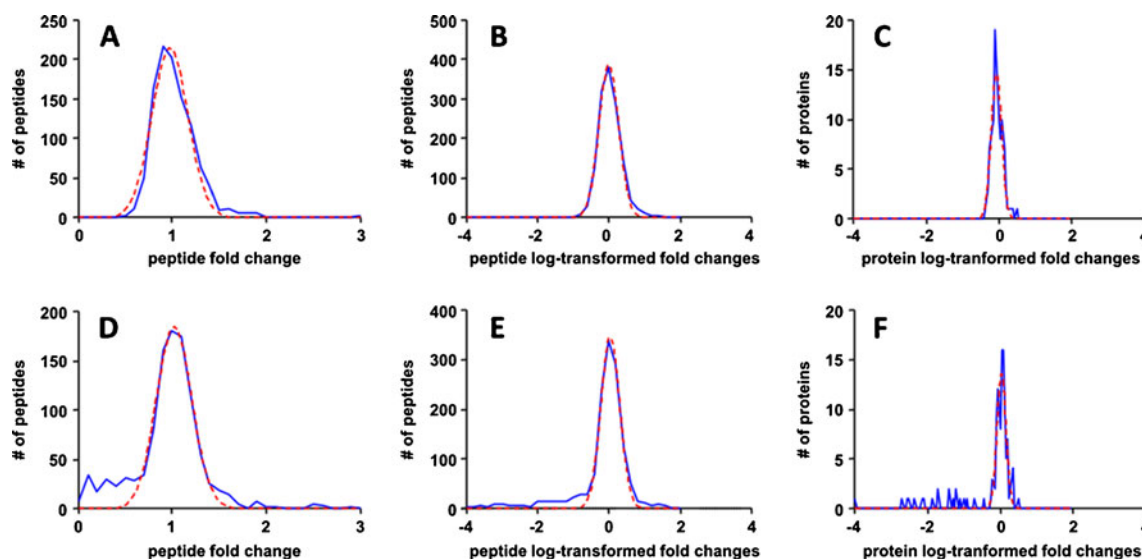 A
250
200
150
100
50
0
# of peptides
0 1 2 3
peptide fold change
B
500
400
300
200
100
0
# of peptides
-4 -2 0 2 4
peptide log-transformed fold changes
C
20
15
10
5
0
# of proteins
-4 -2 0 2 4
protein log-tranformed fold changes
D
200
150
100
50
0
# of peptides
0 1 2 3
peptide fold change
E
400
300
200
100
0
# of peptides
-4 -2 0 2 4
peptide log-transformed fold changes
F
20
15
10
5
0
# of proteins
-4 -2 0 2 4
protein log-tranformed fold changes